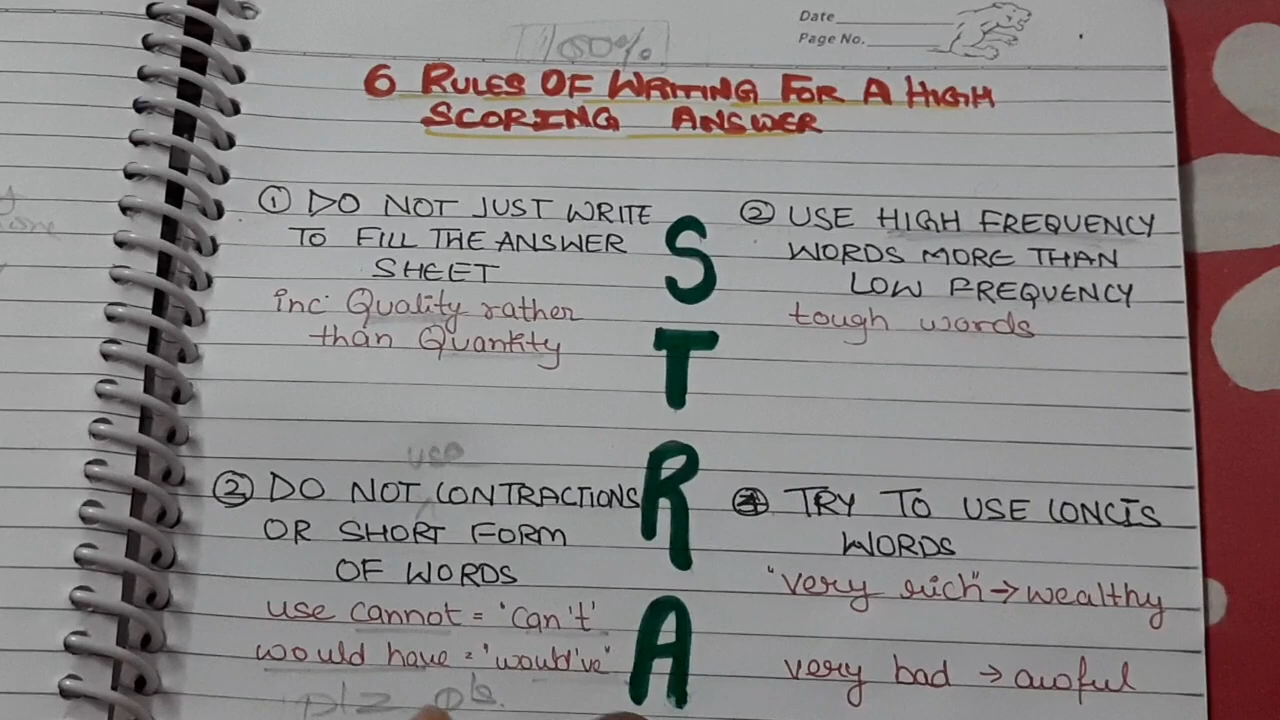 Date
Page No.
100%
6 RULES OF WRITING FOR A HIGH
SCORING ANSWER
① DO NOT JUST WRITE
TO FILL THE ANSWER
SHEET
inc Quality rather
than Quantity
② USE HIGH FREQUENCY
WORDS MORE THAN
LOW FREQUENCY
tough words
S
T
R
A
use
③ DO NOT CONTRACTIONS
OR SHORT FORM
OF WORDS
use cannot = 'can't'
would have = 'would've'
plz
④ TRY TO USE CONCIS
WORDS
"very rich" → wealthy
very bad → awful